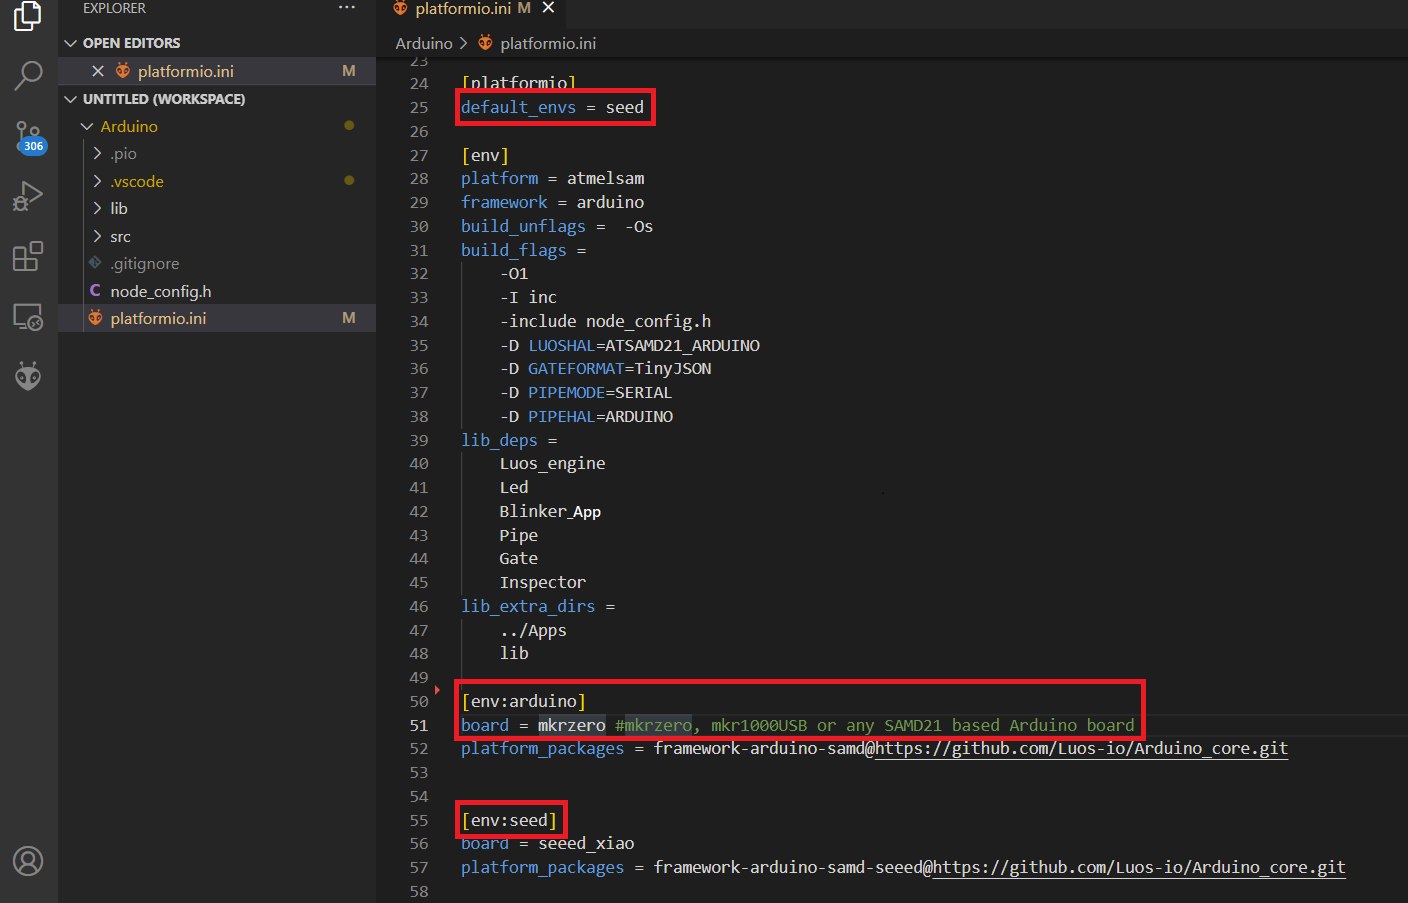 EXPLORER
OPEN EDITORS
platformio.ini M
UNTITLED (WORKSPACE)
Arduino
.pio
.vscode
lib
src
.gitignore
C node_config.h
platformio.ini M
306
platformio.ini M
Arduino > platformio.ini
23
24 [platformio]
25 default_envs = seed
26
27 [env]
28 platform = atmelsam
29 framework = arduino
30 build_unflags =  -Os
31 build_flags =
32     -O1
33     -I inc
34     -include node_config.h
35     -D LUOSHAL=ATSAMD21_ARDUINO
36     -D GATEFORMAT=TinyJSON
37     -D PIPEMODE=SERIAL
38     -D PIPEHAL=ARDUINO
39 lib_deps =
40     Luos_engine
41     Led
42     Blinker_App
43     Pipe
44     Gate
45     Inspector
46 lib_extra_dirs =
47     ../Apps
48     lib
49
50 [env:arduino]
51 board = mkrzero #mkrzero, mkr1000USB or any SAMD21 based Arduino board
52 platform_packages = framework-arduino-samd@https://github.com/Luos-io/Arduino_core.git
53
54
55 [env:seed]
56 board = seeed_xiao
57 platform_packages = framework-arduino-samd-seeed@https://github.com/Luos-io/Arduino_core.git
58